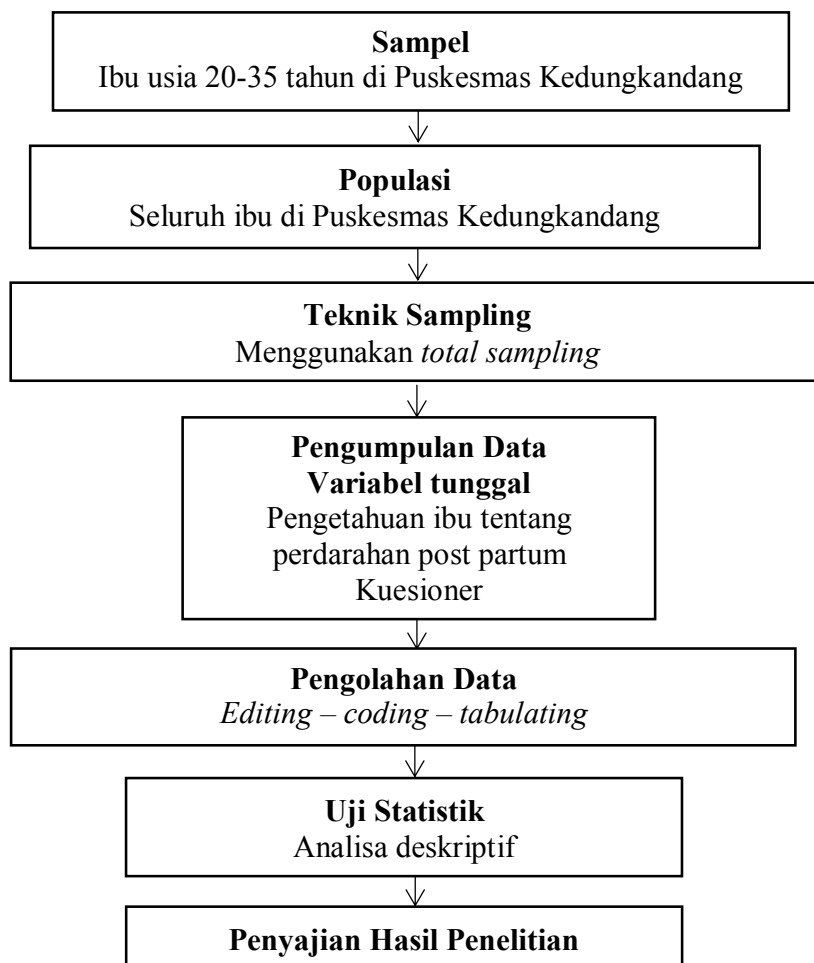 Sampel
Ibu usia 20-35 tahun di Puskesmas Kedungkandang
Populasi
Seluruh ibu di Puskesmas Kedungkandang
Teknik Sampling
Menggunakan total sampling
Pengumpulan Data
Variabel tunggal
Pengetahuan ibu tentang
perdarahan post partum
Kuesioner
Pengolahan Data
Editing – coding – tabulating
Uji Statistik
Analisa deskriptif
Penyajian Hasil Penelitian